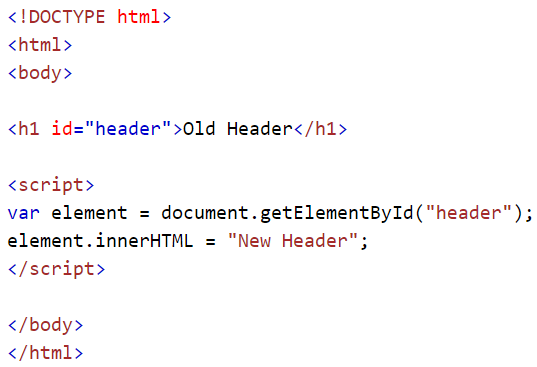 <!DOCTYPE html>
<html>
<body>
<h1 id="header">Old Header</h1>
<script>
var element = document.getElementById("header");
element.innerHTML = "New Header";
</script>
</body>
</html>